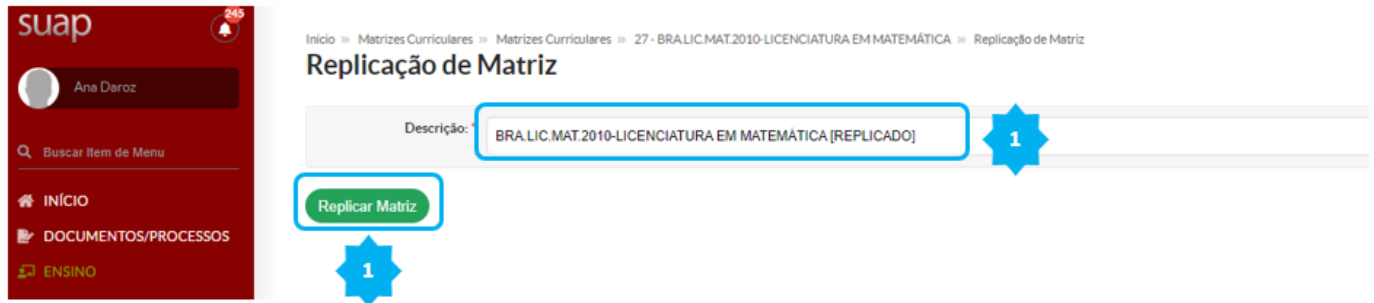 suap
245
Ana Daroz
Buscar Item de Menu
INÍCIO
DOCUMENTOS/PROCESSOS
ENSINO
Início » Matrizes Curriculares » Matrizes Curriculares » 27 - BRA.LIC.MAT.2010-LICENCIATURA EM MATEMÁTICA » Replicação de Matriz
Replicação de Matriz
Descrição: *
BRA.LIC.MAT.2010-LICENCIATURA EM MATEMÁTICA [REPLICADO]
1
Replicar Matriz
1